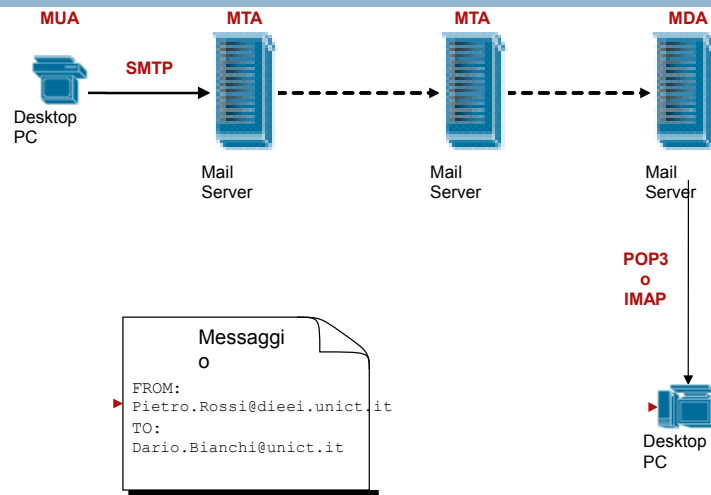 MUA
MTA
MTA
MDA
SMTP
Desktop
PC
Mail
Server
Mail
Server
Mail
Server
POP3
o
IMAP
Messaggi
o
FROM:
Pietro.Rossi@dieei.unict.it
TO:
Dario.Bianchi@unict.it
Desktop
PC